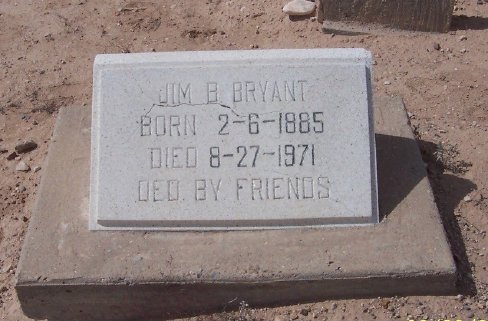 JIM B. BRYANT
BORN 2-6-1885
DIED 8-27-1971
DED. BY FRIENDS